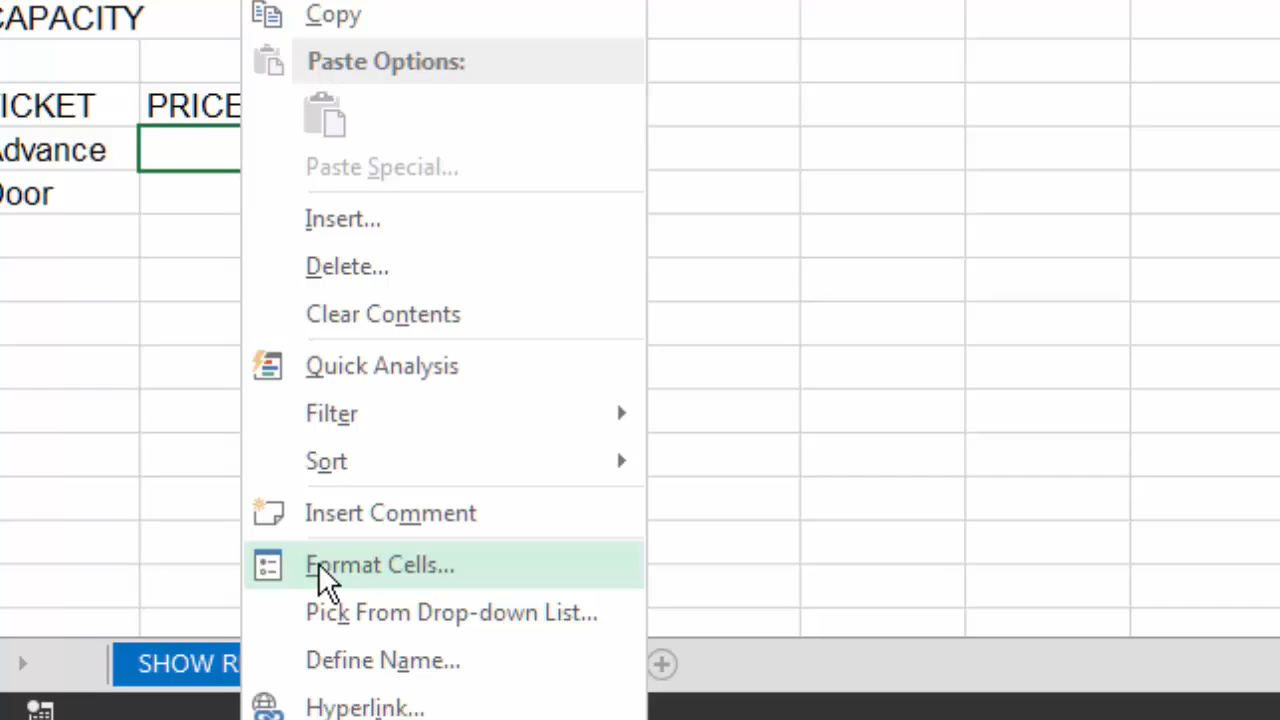 CAPACITY
Copy
Paste Options:
TICKET PRICE
Advance
Paste Special...
Door
Insert...
Delete...
Clear Contents
Quick Analysis
Filter
Sort
Insert Comment
Format Cells...
Pick From Drop-down List...
Define Name...
SHOW R
Hyperlink...